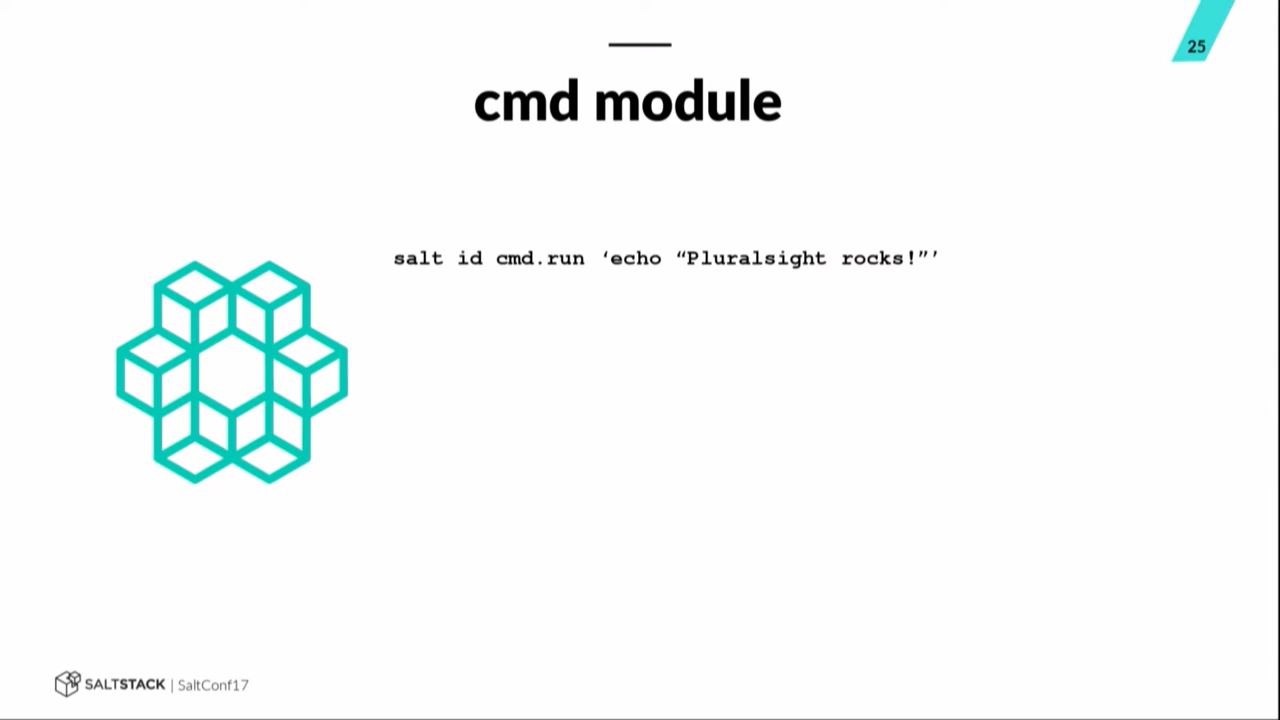 25
cmd module
salt id cmd.run ‘echo “Pluralsight rocks!”’
SALTSTACK | SaltConf17